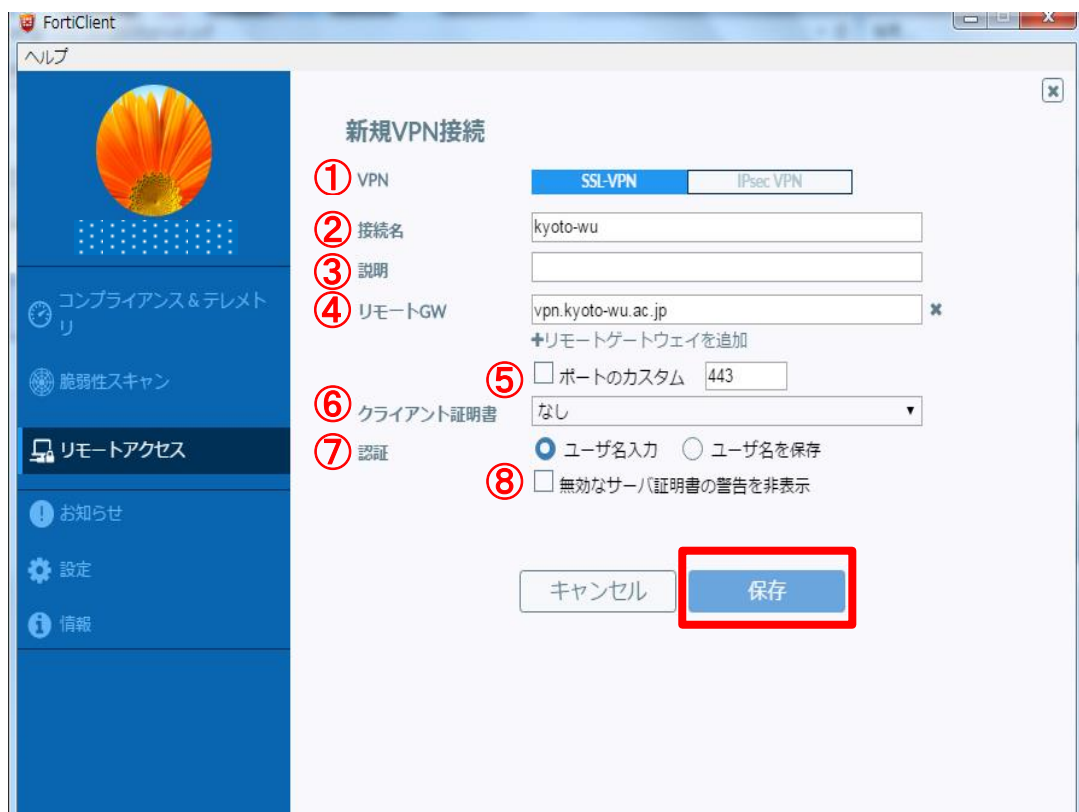 FortiClient
ヘルプ
新規VPN接続
① VPN SSL-VPN IPsec VPN
② 接続名 kyoto-wu
③ 説明
④ リモートGW vpn.kyoto-wu.ac.jp
+リモートゲートウェイを追加
⑤ ポートのカスタム 443
⑥ クライアント証明書 なし
⑦ 認証 ユーザ名入力 ユーザ名を保存
⑧ 無効なサーバ証明書の警告を非表示
キャンセル 保存
コンプライアンス&テレメト
リ
脆弱性スキャン
リモートアクセス
お知らせ
設定
情報